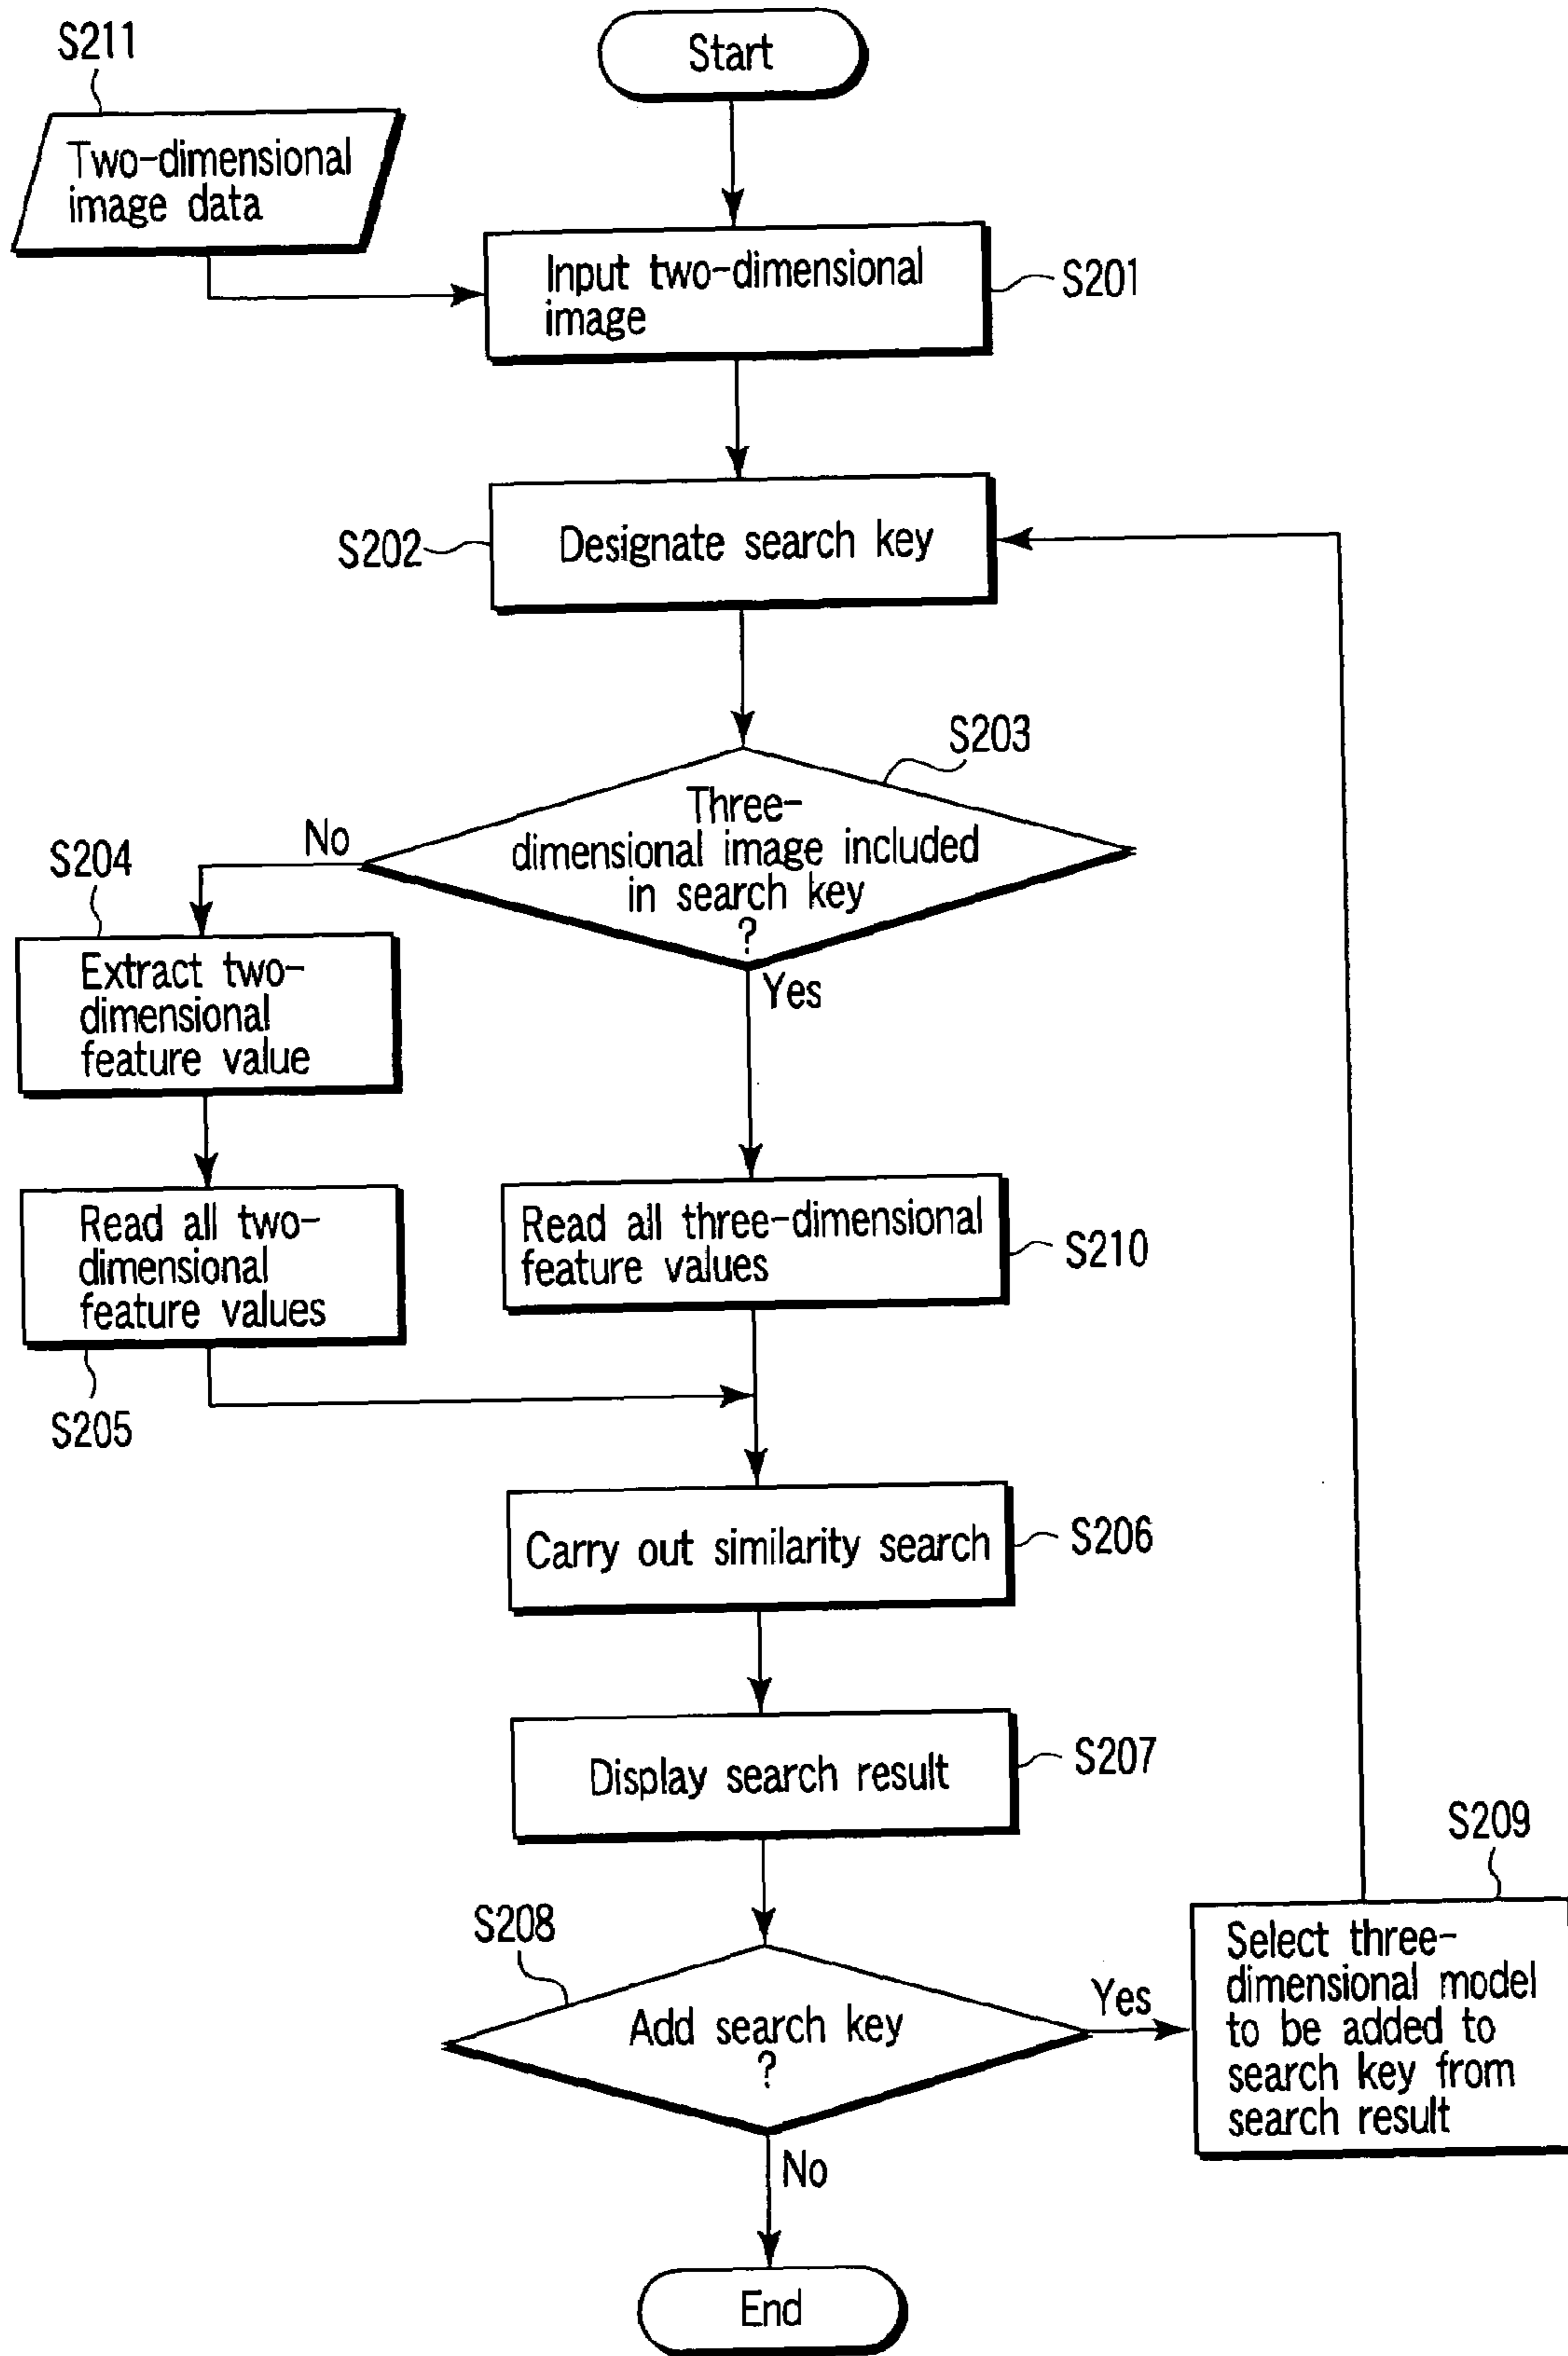 S211
Start
Two-dimensional
image data
Input two-dimensional
image
S201
S202
Designate search key
S203
Three-
dimensional image included
in search key
?
No
Yes
S204
Extract two-
dimensional
feature value
Read all two-
dimensional
feature values
S205
Read all three-dimensional
feature values
S210
Carry out similarity search
S206
Display search result
S207
S208
Add search key
?
Yes
No
S209
Select three-
dimensional model
to be added to
search key from
search result
End